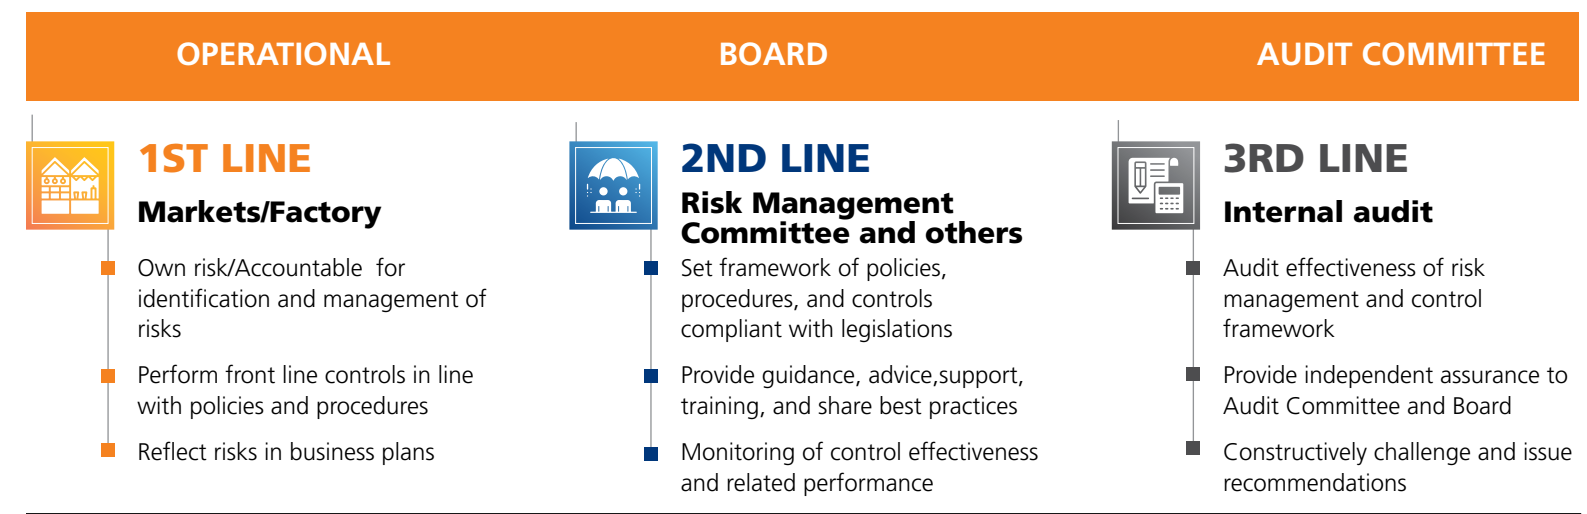 OPERATIONAL
BOARD
AUDIT COMMITTEE
1ST LINE
Markets/Factory
Own risk/Accountable for
identification and management of
risks
Perform front line controls in line
with policies and procedures
Reflect risks in business plans
2ND LINE
Risk Management
Committee and others
Set framework of policies,
procedures, and controls
compliant with legislations
Provide guidance, advice,support,
training, and share best practices
Monitoring of control effectiveness
and related performance
3RD LINE
Internal audit
Audit effectiveness of risk
management and control
framework
Provide independent assurance to
Audit Committee and Board
Constructively challenge and issue
recommendations